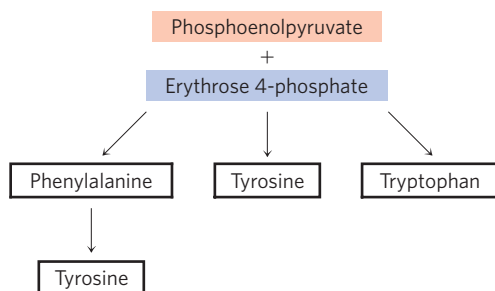 Phosphoenolpyruvate
+
Erythrose 4-phosphate
Phenylalanine Tyrosine Tryptophan
Tyrosine